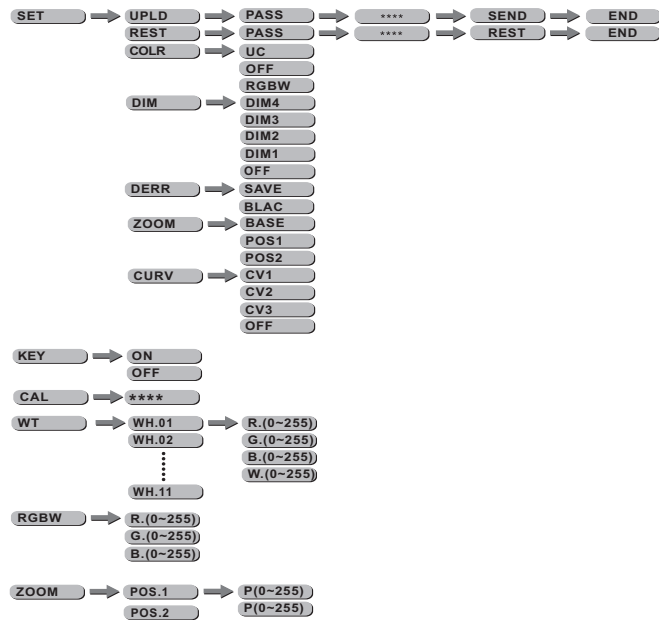 SET UPLD PASS **** SEND END
REST PASS **** REST END
COLR UC
OFF
RGBW
DIM DIM4
DIM3
DIM2
DIM1
OFF
DERR SAVE
BLAC
ZOOM BASE
POS1
POS2
CURV CV1
CV2
CV3
OFF
KEY ON
OFF
CAL ****
WT WH.01 R.(0~255)
WH.02 G.(0~255)
B.(0~255)
W.(0~255)
WH.11
RGBW R.(0~255)
G.(0~255)
B.(0~255)
ZOOM POS.1 P(0~255)
POS.2 P(0~255)